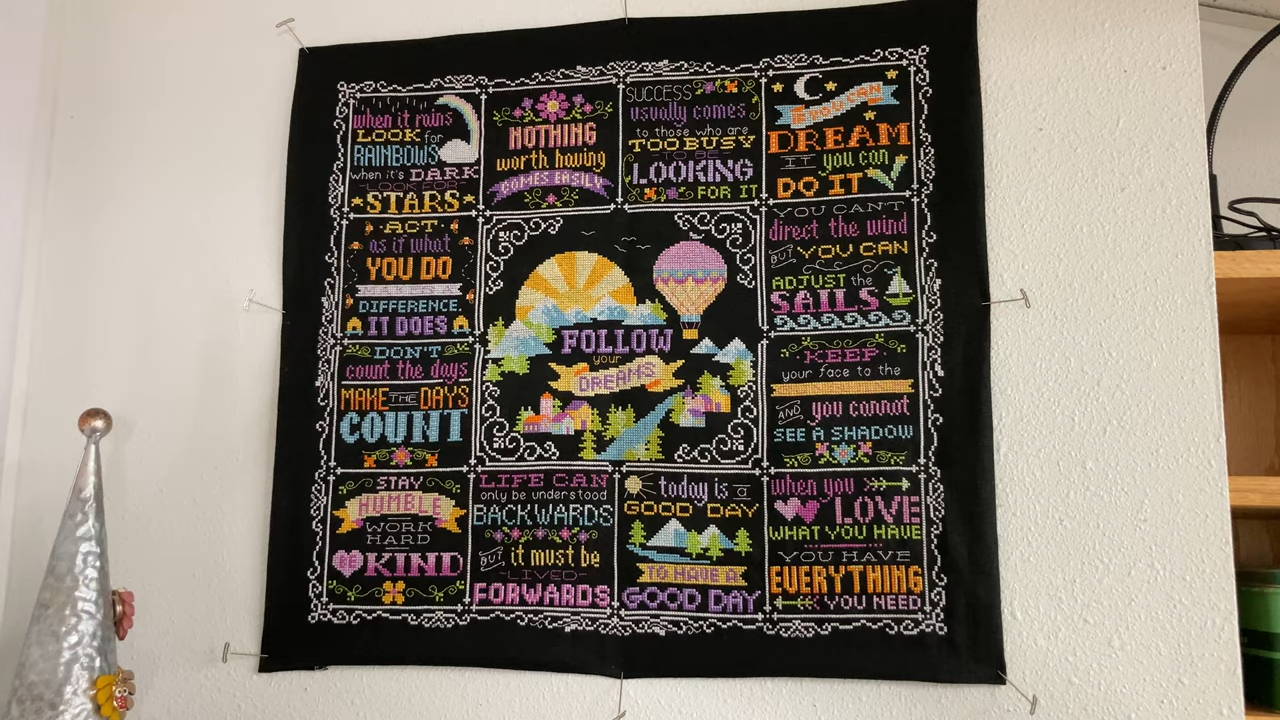 when it rains
LOOK for
RAINBOWS
when it's DARK
LOOK FOR
STARS
NOTHING
worth having
COMES EASILY
SUCCESS
usually comes
to those who are
TOO BUSY
TO BE
LOOKING
FOR IT
YOU CAN
DREAM
IT you can
DO IT
ACT
as if what
YOU DO
DIFFERENCE.
IT DOES
FOLLOW
your
DREAMS
YOU CAN'T
direct the wind
BUT YOU CAN
ADJUST the
SAILS
DON'T
count the days
MAKE THE DAYS
COUNT
KEEP
your face to the
AND you cannot
SEE A SHADOW
STAY
HUMBLE
WORK
HARD
KIND
LIFE CAN
only be understood
BACKWARDS
BUT it must be
LIVED
FORWARDS
today is a
GOOD DAY
TO HAVE A
GOOD DAY
when you
LOVE
WHAT YOU HAVE
YOU HAVE
EVERYTHING
YOU NEED